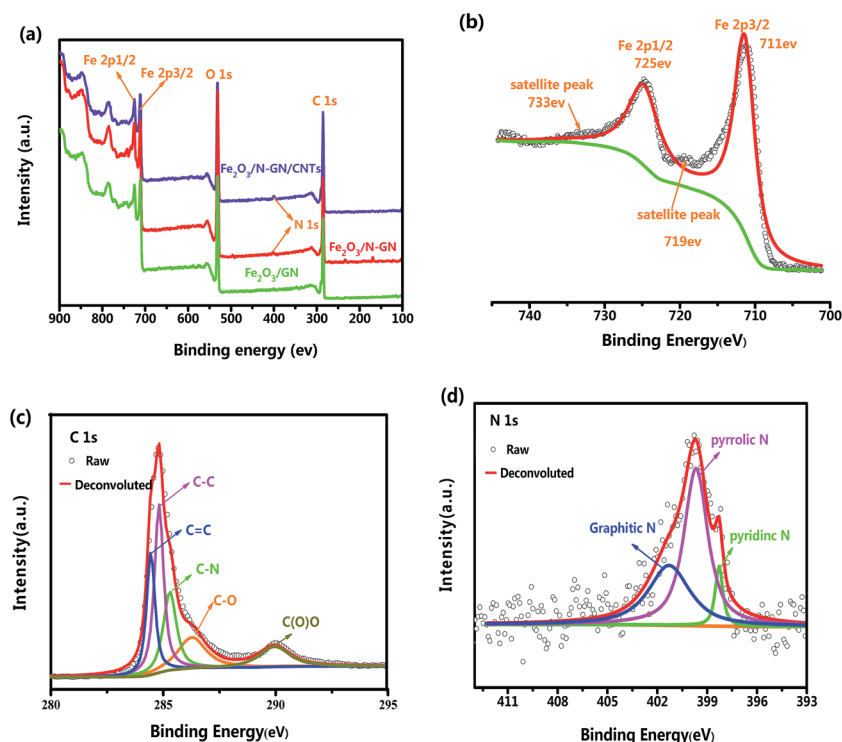 (a)
Fe 2p1/2
Fe 2p3/2
O 1s
C 1s
Fe₂O₃/N-GN/CNTs
N 1s
Fe₂O₃/N-GN
Fe₂O₃/GN
Intensity (a.u.)
900 800 700 600 500 400 300 200 100
Binding energy (ev)
(b)
Fe 2p3/2
711ev
Fe 2p1/2
725ev
satellite peak
733ev
satellite peak
719ev
Intensity (a.u.)
740 730 720 710 700
Binding Energy(eV)
(c)
C 1s
Raw
Deconvoluted
C-C
C=C
C-N
C-O
C(O)O
Intensity(a.u.)
280 285 290 295
Binding Energy(eV)
(d)
N 1s
Raw
Deconvoluted
pyrrolic N
Graphitic N
pyridinc N
Intensity(a.u.)
411 408 405 402 399 396 393
Binding Energy(eV)